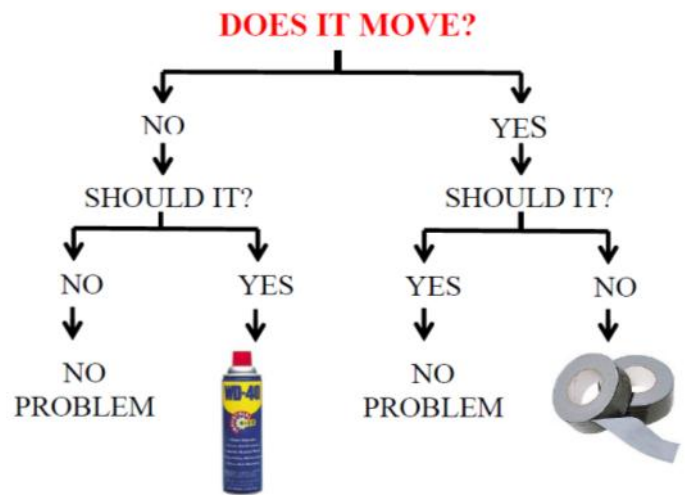 DOES IT MOVE?
NO
YES
SHOULD IT?
SHOULD IT?
NO
YES
YES
NO
NO
PROBLEM
WD-40
NO
PROBLEM